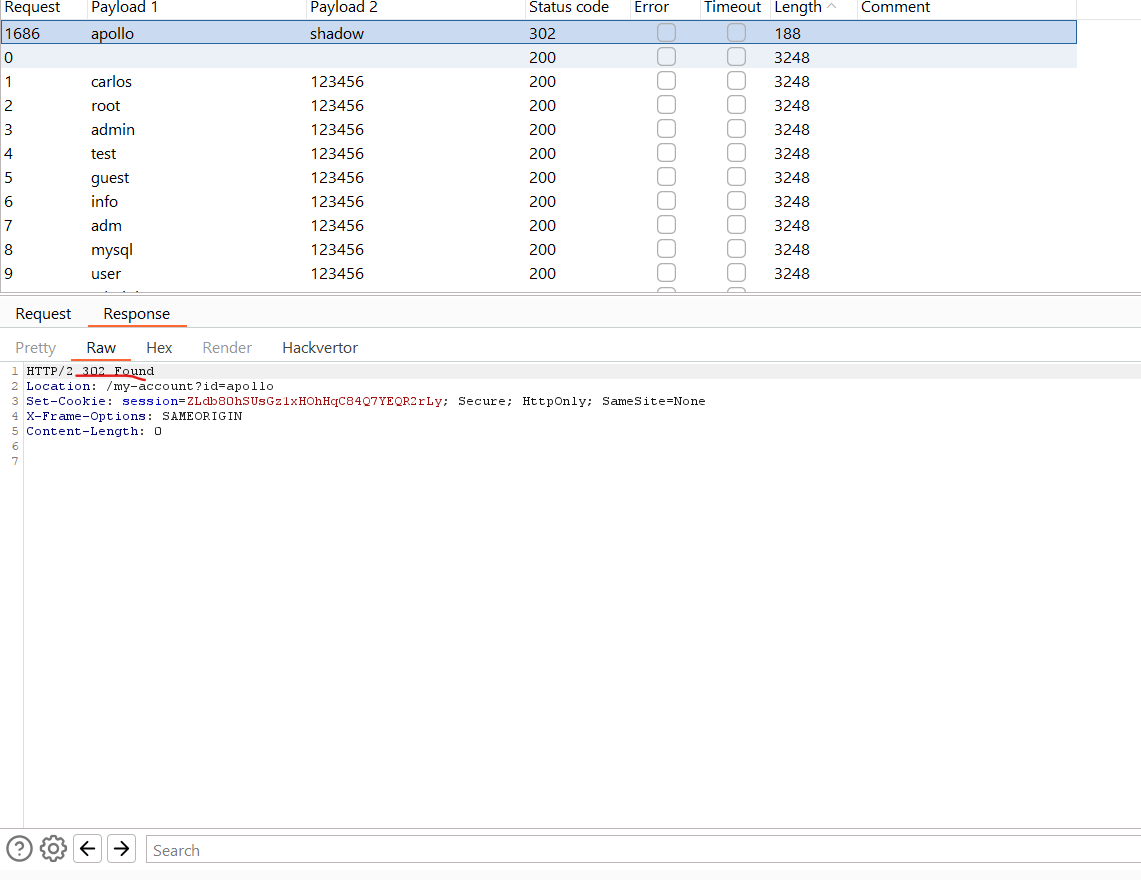 Request Payload 1 Payload 2 Status code Error Timeout Length Comment
1686 apollo shadow 302 188
0 200 3248
1 carlos 123456 200 3248
2 root 123456 200 3248
3 admin 123456 200 3248
4 test 123456 200 3248
5 guest 123456 200 3248
6 info 123456 200 3248
7 adm 123456 200 3248
8 mysql 123456 200 3248
9 user 123456 200 3248
Request Response
Pretty Raw Hex Render Hackvertor
1 HTTP/2 302 Found
2 Location: /my-account?id=apollo
3 Set-Cookie: session=ZLdb8OhSUsGz1xHOhHqC84Q7YEQR2rLy; Secure; HttpOnly; SameSite=None
4 X-Frame-Options: SAMEORIGIN
5 Content-Length: 0
6
7
Search